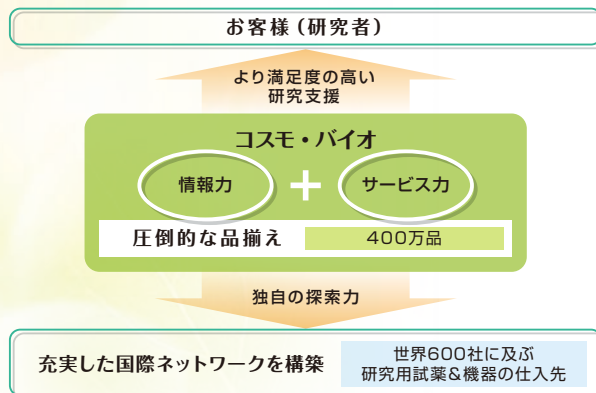 お客様（研究者）
より満足度の高い
研究支援
コスモ・バイオ
情報力
+
サービス力
圧倒的な品揃え
400万品
独自の探索力
充実した国際ネットワークを構築
世界600社に及ぶ
研究用試薬&機器の仕入先